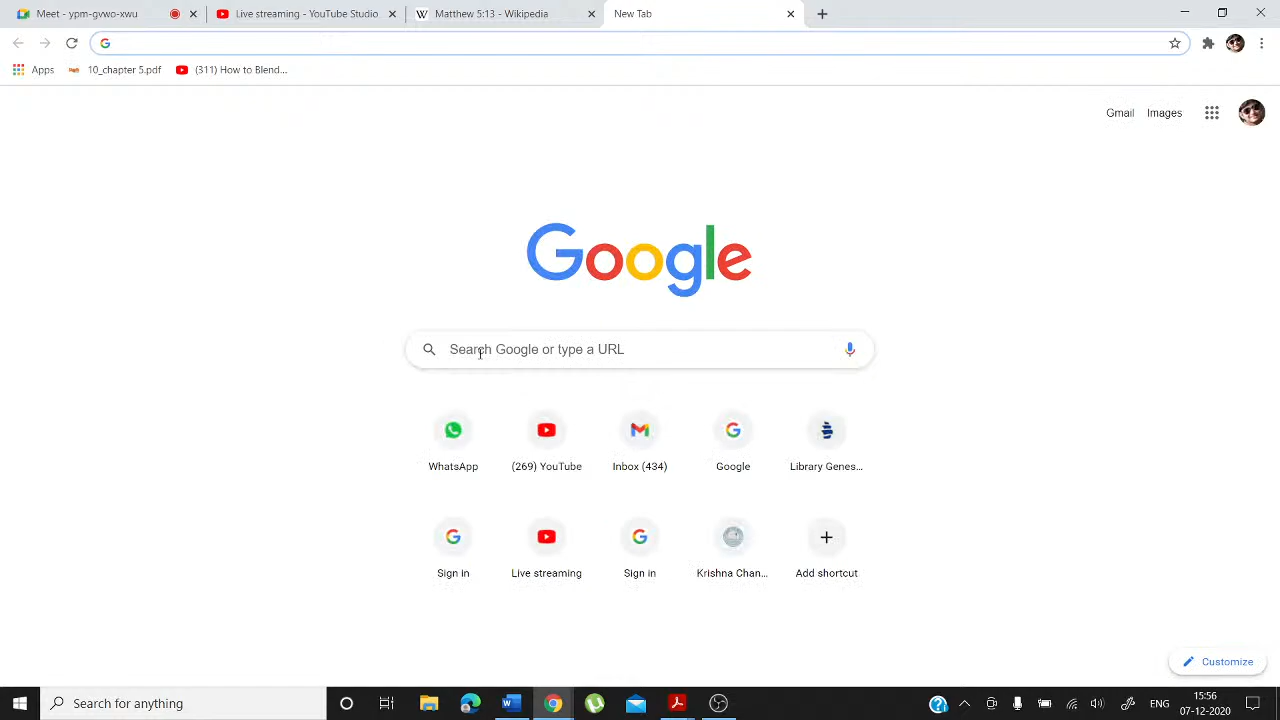 Meet - ypm-gvwo-xwu
Live streaming - YouTube Studio
Matthew 5:13 - Wikipedia
New Tab
Apps
10_chapter 5.pdf
(311) How to Blend...
Gmail
Images
Google
Search Google or type a URL
WhatsApp
(269) YouTube
Inbox (434)
Google
Library Genes...
Sign in
Live streaming
Sign in
Krishna Chan...
Add shortcut
Customize
Search for anything
ENG
15:56
07-12-2020